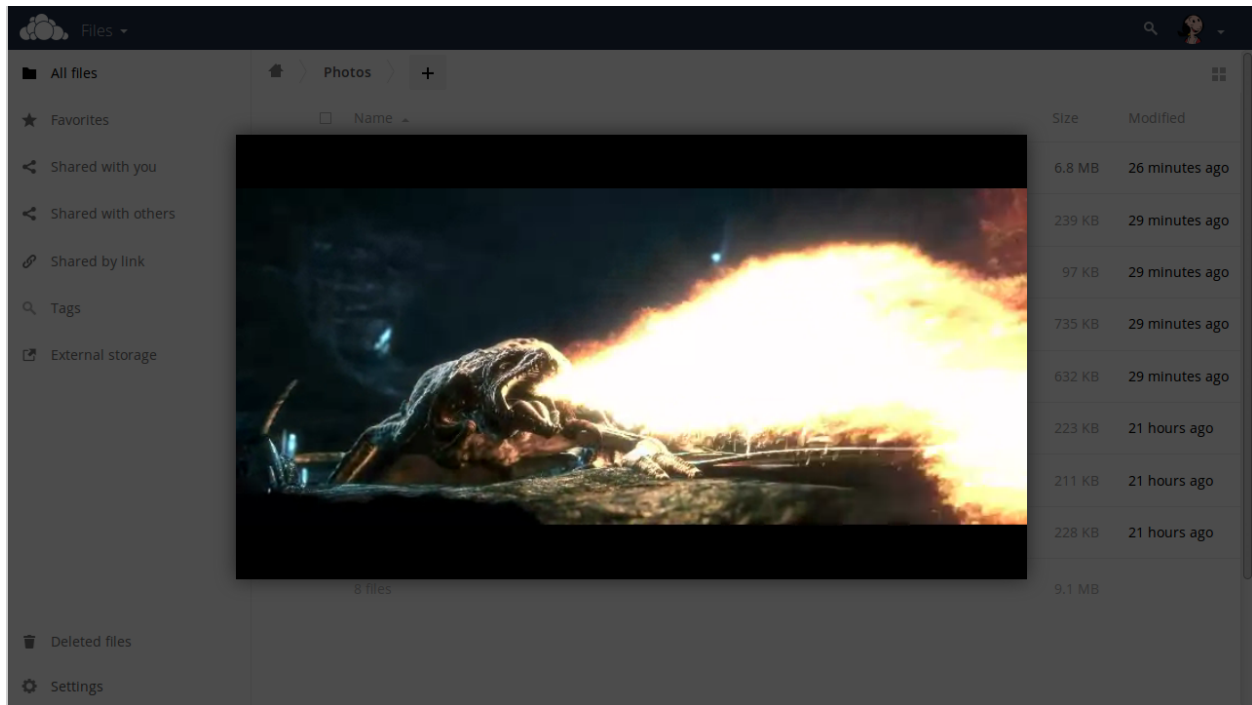 Files
All files
Favorites
Shared with you
Shared with others
Shared by link
Tags
External storage
Deleted files
Settings
Photos +
Name Size Modified
6.8 MB 26 minutes ago
239 KB 29 minutes ago
97 KB 29 minutes ago
735 KB 29 minutes ago
632 KB 29 minutes ago
223 KB 21 hours ago
211 KB 21 hours ago
228 KB 21 hours ago
8 files 9.1 MB